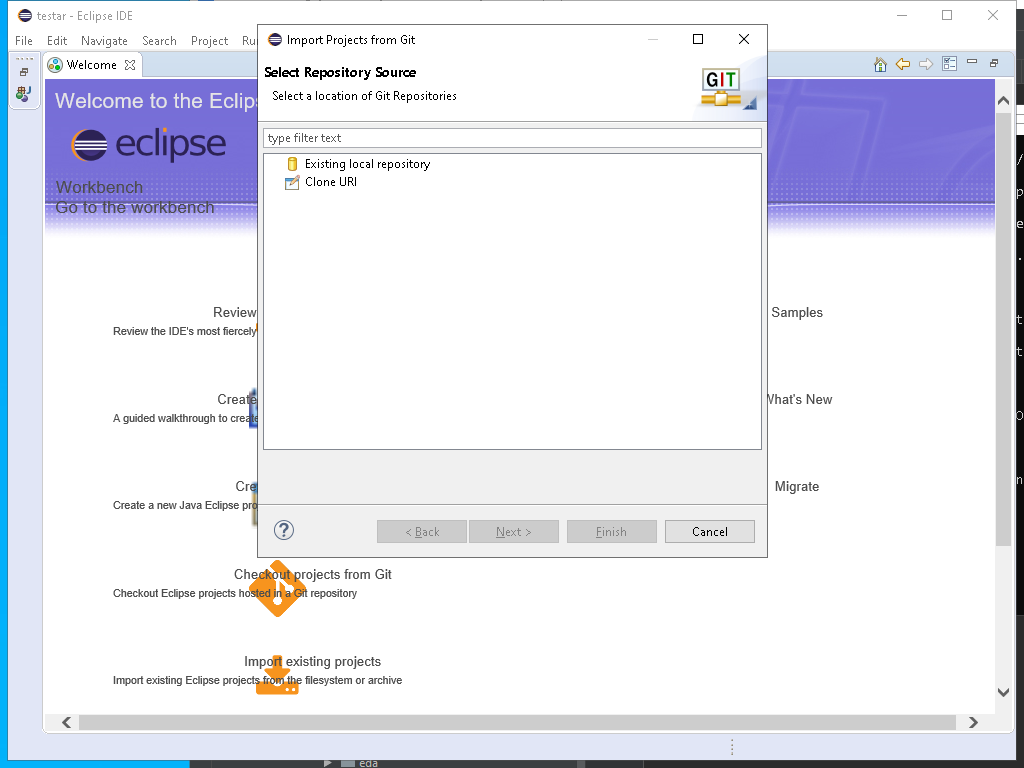 testar - Eclipse IDE
File Edit Navigate Search Project
Import Projects from Git
Welcome
Select Repository Source
Select a location of Git Repositories
GIT
Welcome to the Eclip
eclipse
type filter text
Existing local repository
Clone URI
Workbench
Go to the workbench
Review
Review the IDE's most fiercely
Samples
Create
A guided walkthrough to create
What's New
Cre
Create a new Java Eclipse pro
Migrate
?
< Back Next > Finish Cancel
Checkout projects from Git
Checkout Eclipse projects hosted in a Git repository
Import existing projects
Import existing Eclipse projects from the filesystem or archive
eda